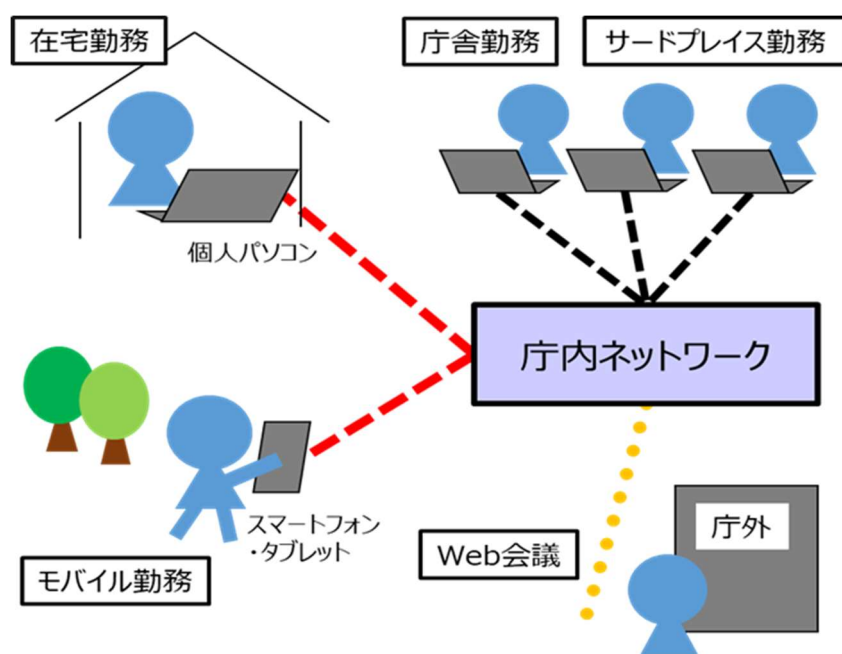 在宅勤務
庁舎勤務
サードプレイス勤務
個人パソコン
庁内ネットワーク
スマートフォン
・タブレット
モバイル勤務
Web会議
庁外